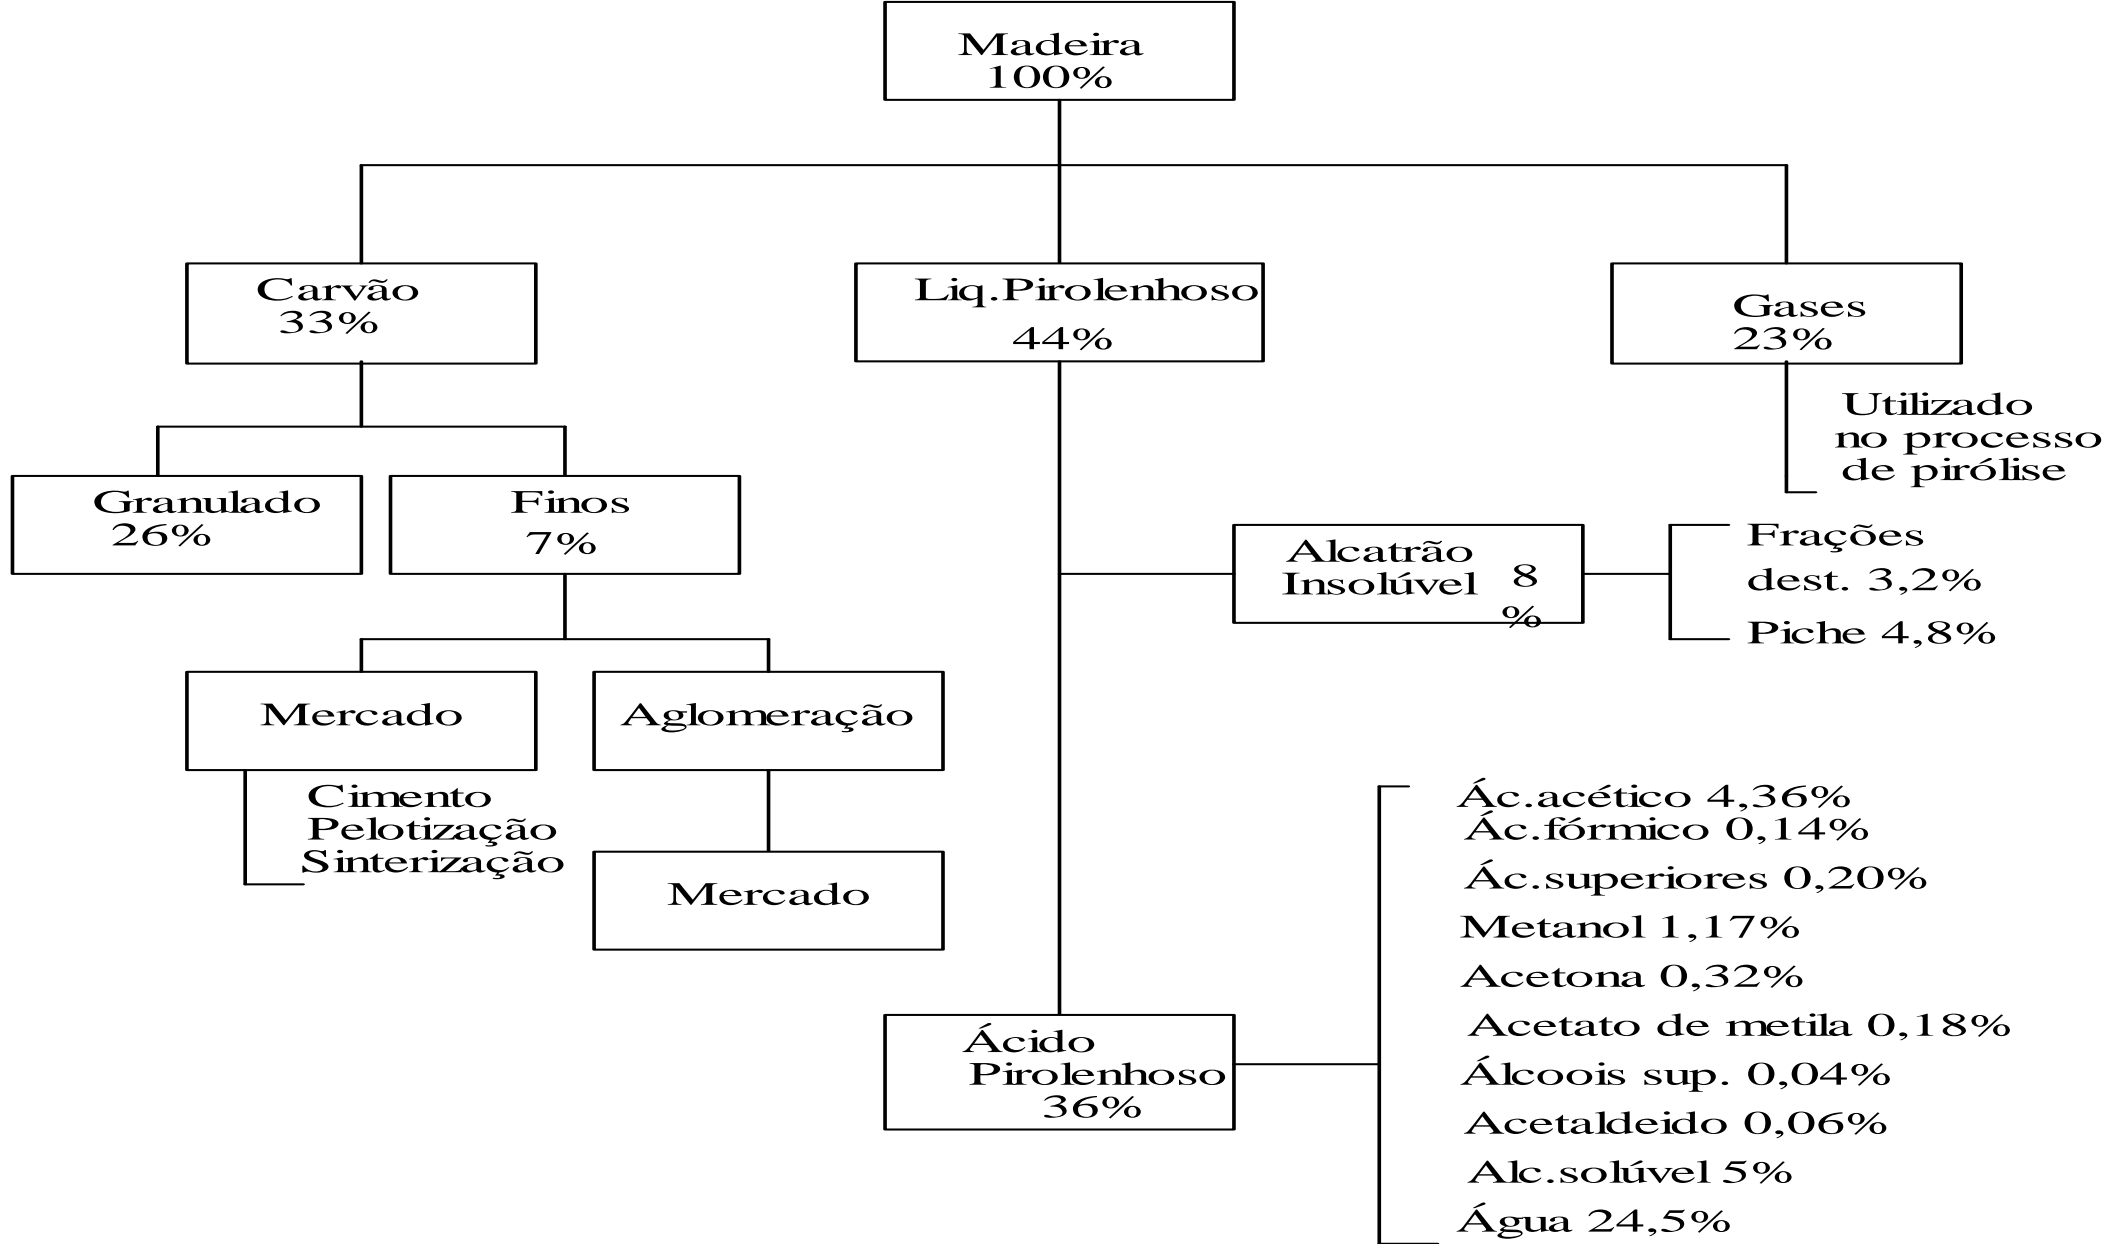 Madeira
100%
Carvão
33%
Liq.Pirolenhoso
44%
Gases
23%
Utilizado
no processo
de pirólise
Granulado
26%
Finos
7%
Alcatrão
Insolúvel 8
%
Frações
dest. 3,2%
Piche 4,8%
Mercado
Aglomeração
Cimento
Pelotização
Sinterização
Mercado
Ácido
Pirolenhoso
36%
Ác.acético 4,36%
Ác.fórmico 0,14%
Ác.superiores 0,20%
Metanol 1,17%
Acetona 0,32%
Acetato de metila 0,18%
Álcoois sup. 0,04%
Acetaldeido 0,06%
Alc.solúvel 5%
Água 24,5%